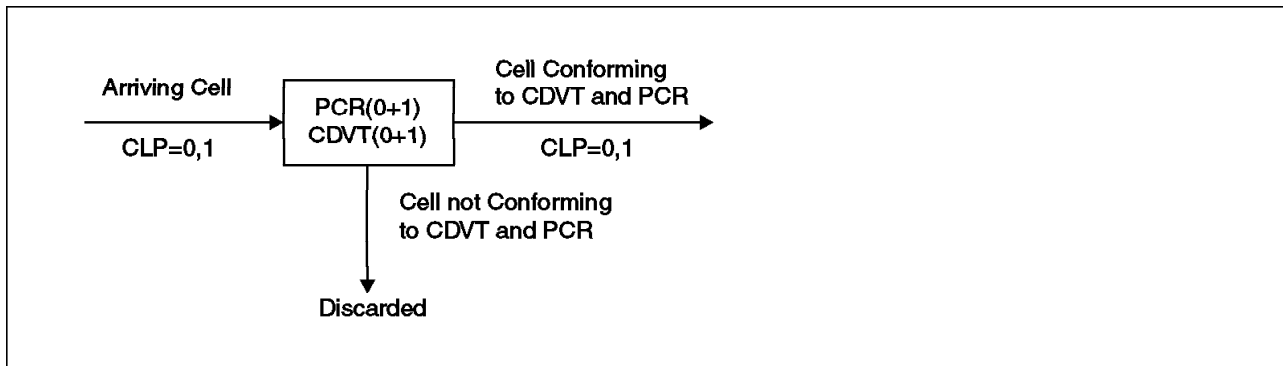 Arriving Cell
CLP=0,1
PCR(0+1)
CDVT(0+1)
Cell Conforming
to CDVT and PCR
CLP=0,1
Cell not Conforming
to CDVT and PCR
Discarded